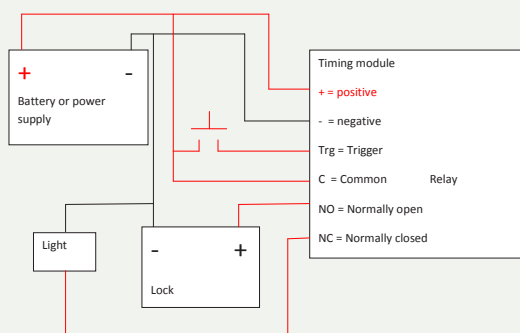 + -
Battery or power
supply
Timing module
+ = positive
- = negative
Trg = Trigger
C = Common Relay
NO = Normally open
NC = Normally closed
Light
- +
Lock